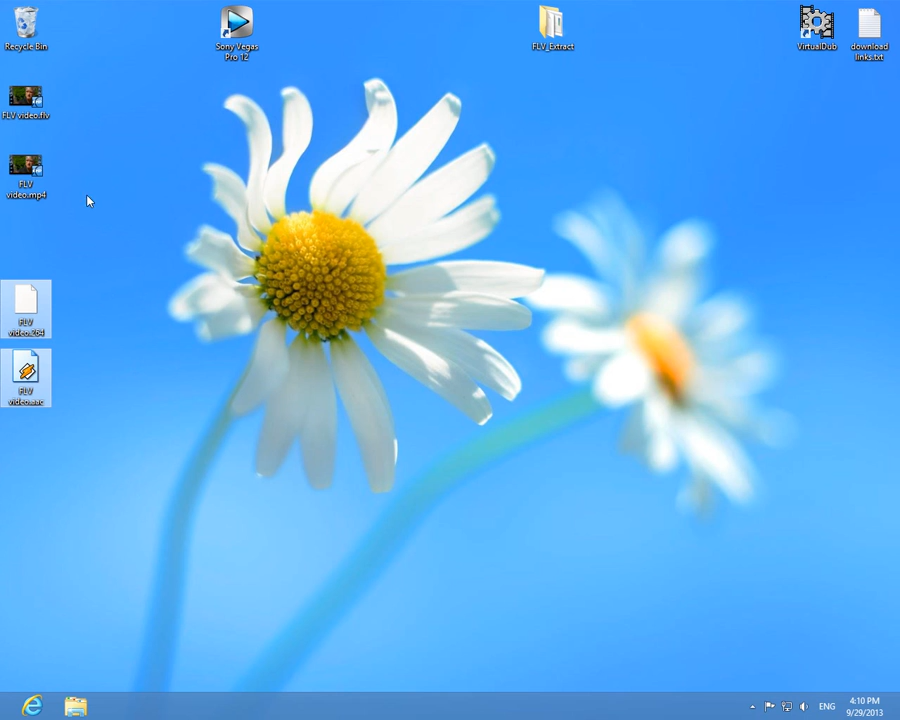 Recycle Bin
Sony Vegas
Pro 12
FLV_Extract
VirtualDub
download
links.txt
FLV video.flv
FLV
video.mp4
FLV
video.264
FLV
video.aac
ENG
4:10 PM
9/29/2013